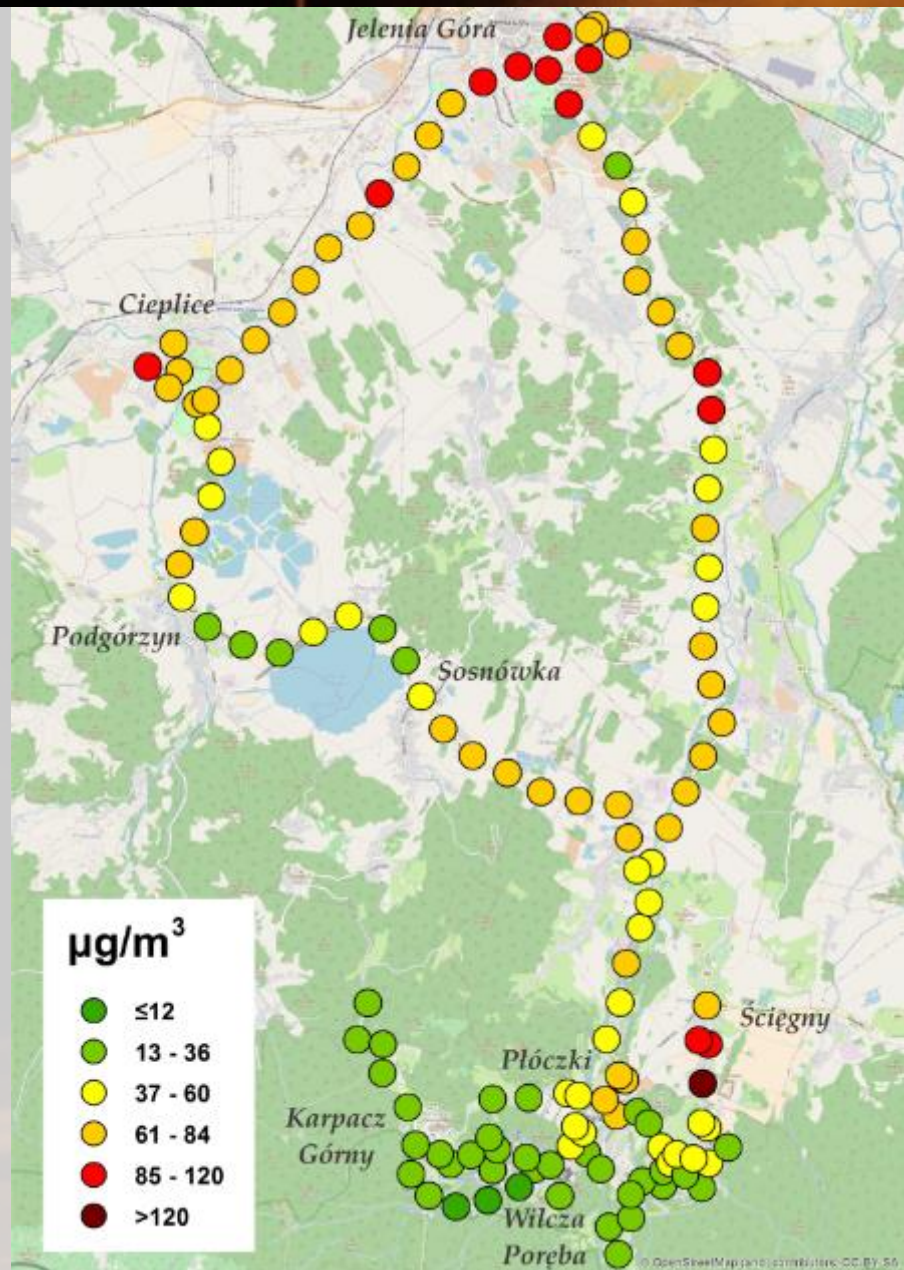 Jelenia Góra
Cieplice
Podgórzyn
Sosnówka
µg/m³
≤12
13 - 36
37 - 60
61 - 84
85 - 120
>120
Ścięgny
Płóczki
Karpacz
Górny
Wilcza
Poręba
© OpenStreetMap (and) contributors, CC-BY-SA